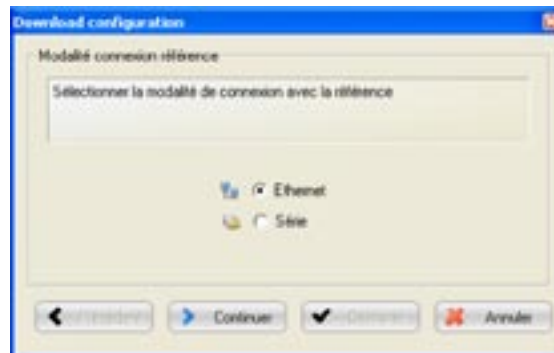 Download configuration
Modalité connexion référence
Sélectionner la modalité de connexion avec la référence
Ethernet
Série
Continuer
Annuler